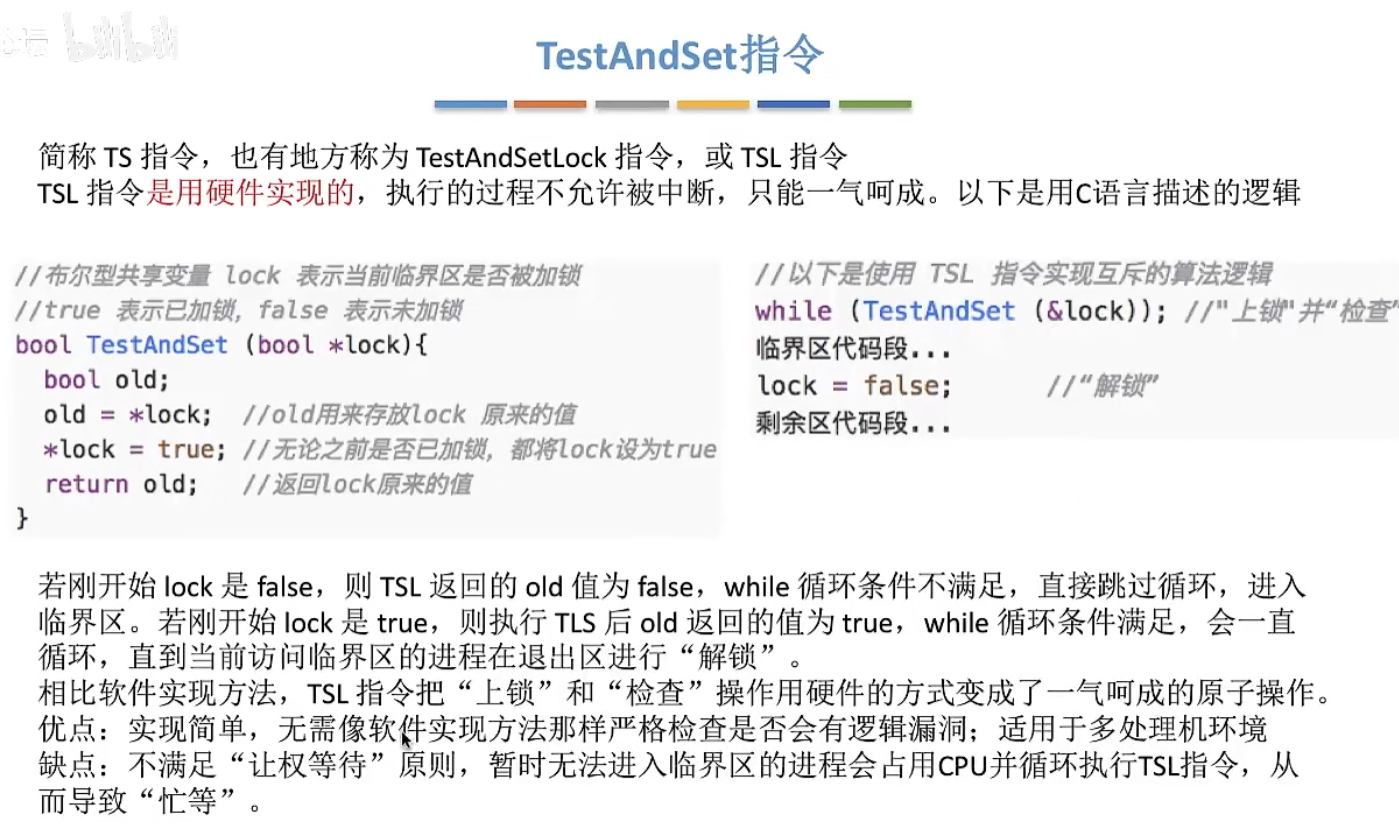 bilibili
TestAndSet指令
简称 TS 指令，也有地方称为 TestAndSetLock 指令，或 TSL 指令
TSL 指令是用硬件实现的，执行的过程不允许被中断，只能一气呵成。以下是用C语言描述的逻辑
//布尔型共享变量 lock 表示当前临界区是否被加锁
//true 表示已加锁，false 表示未加锁
bool TestAndSet (bool *lock){
bool old;
old = *lock; //old用来存放lock 原来的值
*lock = true; //无论之前是否已加锁，都将lock设为true
return old; //返回lock原来的值
}
//以下是使用 TSL 指令实现互斥的算法逻辑
while (TestAndSet (&lock)); //"上锁"并“检查”
临界区代码段...
lock = false; //“解锁”
剩余区代码段...
若刚开始 lock 是 false，则 TSL 返回的 old 值为 false，while 循环条件不满足，直接跳过循环，进入
临界区。若刚开始 lock 是 true，则执行 TLS 后 old 返回的值为 true，while 循环条件满足，会一直
循环，直到当前访问临界区的进程在退出区进行“解锁”。
相比软件实现方法，TSL 指令把“上锁”和“检查”操作用硬件的方式变成了一气呵成的原子操作。
优点：实现简单，无需像软件实现方法那样严格检查是否会有逻辑漏洞；适用于多处理机环境
缺点：不满足“让权等待”原则，暂时无法进入临界区的进程会占用CPU并循环执行TSL指令，从
而导致“忙等”。